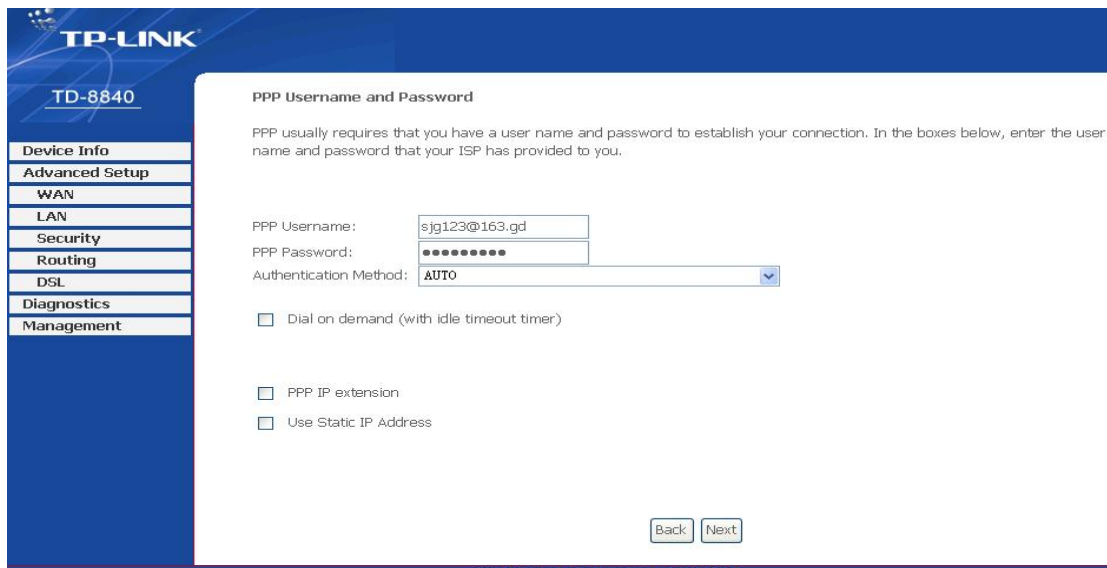 TP-LINK
TD-8840
Device Info
Advanced Setup
WAN
LAN
Security
Routing
DSL
Diagnostics
Management
PPP Username and Password
PPP usually requires that you have a user name and password to establish your connection. In the boxes below, enter the user
name and password that your ISP has provided to you.
PPP Username: sjg123@163.gd
PPP Password: ●●●●●●●●●
Authentication Method: AUTO
Dial on demand (with idle timeout timer)
PPP IP extension
Use Static IP Address
Back Next